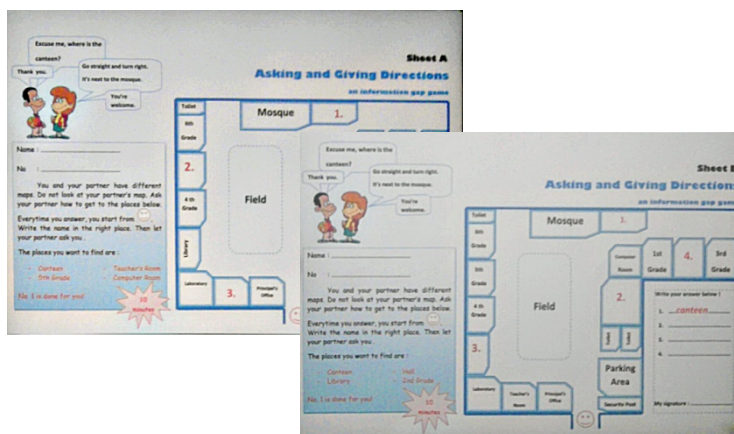 Excuse me, where is the
canteen?
Thank you.
Go straight and turn right.
It's next to the mosque.
You're
welcome.
Sheet A
Asking and Giving Directions
an information gap game
Name :
No :
You and your partner have different
maps. Do not look at your partner's map. Ask
your partner how to get to the places below.
Everytime you answer, you start from
Write the name in the right place. Then let
your partner ask you .
The places you want to find are :
- Canteen
- 5th Grade
- Teacher's Room
- Computer Room
No. 1 is done for you!
10
minutes
Toilet
6th
Grade
2.
4 th
Grade
Library
Laboratory
3.
Principal's
Office
Mosque
1.
Field
Excuse me, where is the
canteen?
Thank you.
Go straight and turn right.
It's next to the mosque.
You're
welcome.
Sheet
Asking and Giving Directions
an information gap game
Name :
No :
You and your partner have different
maps. Do not look at your partner's map. Ask
your partner how to get to the places below.
Everytime you answer, you start from
Write the name in the right place. Then let
your partner ask you .
The places you want to find are :
- Canteen
- Library
- Hall
- 2nd Grade
No. 1 is done for you!
10
minutes
Toilet
6th
Grade
5th
Grade
4 th
Grade
3.
Laboratory
Teacher's
Room
Principal's
Office
Mosque
1.
Field
Computer
Room
1st
Grade
4.
3rd
Grade
2.
Toilet
Toilet
Parking
Area
Security Post
Write your answer below !
1. canteen
2.
3.
4.
My signature :